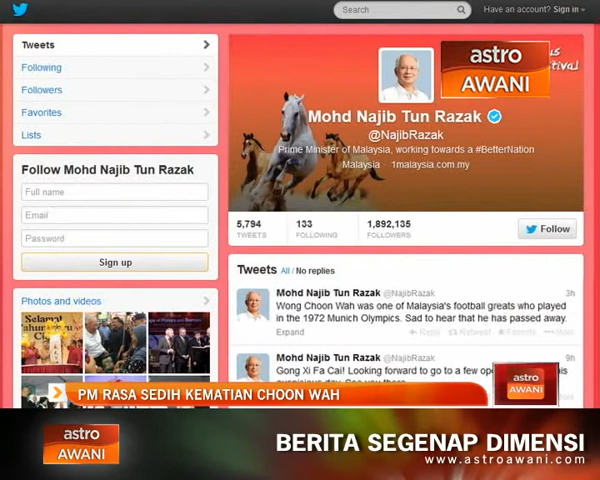 Search
Have an account? Sign in
Tweets
Following
Followers
Favorites
Lists
Follow Mohd Najib Tun Razak
Full name
Email
Password
Sign up
Photos and videos
astro
AWANI
Mohd Najib Tun Razak
@NajibRazak
Prime Minister of Malaysia, working towards a #BetterNation
Malaysia · 1malaysia.com.my
5,794
TWEETS
133
FOLLOWING
1,892,135
FOLLOWERS
Follow
Tweets All / No replies
Mohd Najib Tun Razak @NajibRazak 3h
Wong Choon Wah was one of Malaysia's football greats who played
in the 1972 Munich Olympics. Sad to hear that he has passed away.
Expand Reply Retweet Favorite More
Mohd Najib Tun Razak @NajibRazak 9h
Gong Xi Fa Cai! Looking forward to go to a few
PM RASA SEDIH KEMATIAN CHOON WAH
astro
AWANI
astro
AWANI
BERITA SEGENAP DIMENSI
www.astroawani.com